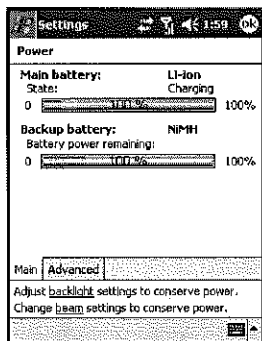 Settings 1:59 ok
Power
Main battery: Li-ion
State: Charging
0 100 % 100%
Backup battery: NiMH
Battery power remaining:
0 100 % 100%
Main Advanced
Adjust backlight settings to conserve power.
Change beam settings to conserve power.